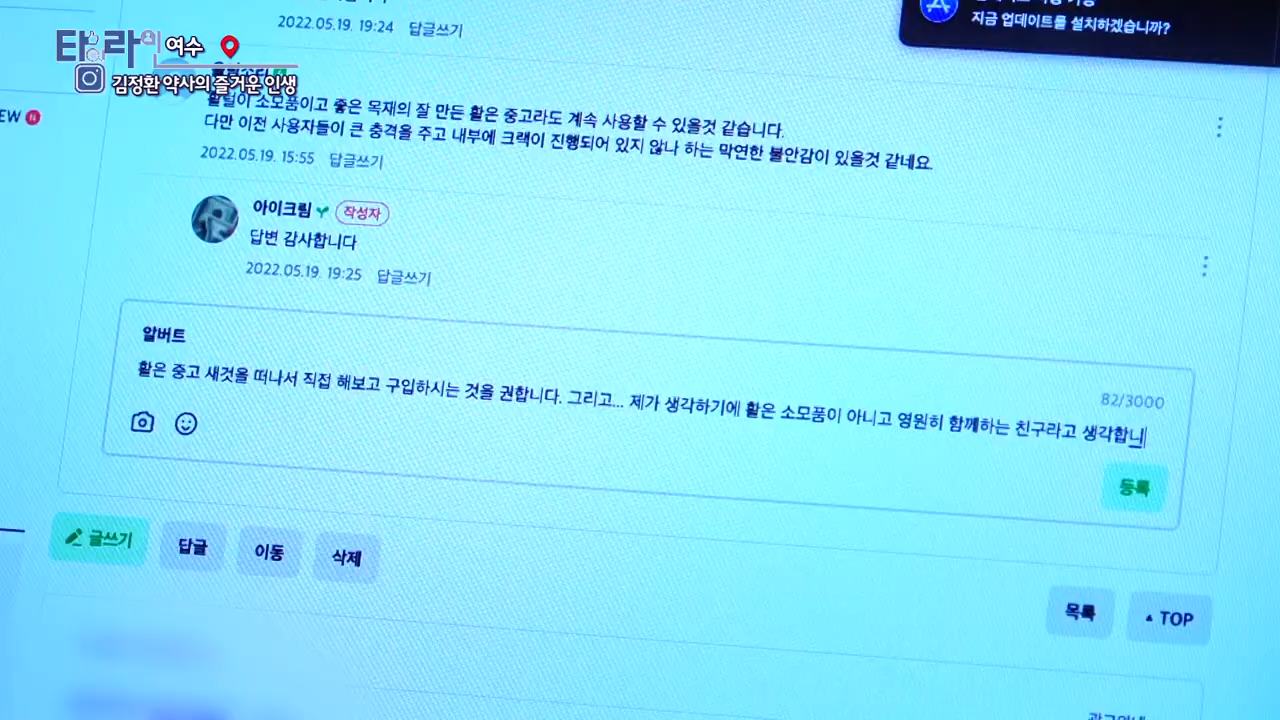 2022.05.19. 19:24 답글쓰기
지금 업데이트를 설치하겠습니까?
타라이 여수
김정환 약사의 즐거운 인생
EW N
활털이 소모품이고 좋은 목재의 잘 만든 활은 중고라도 계속 사용할 수 있을것 같습니다.
다만 이전 사용자들이 큰 충격을 주고 내부에 크랙이 진행되어 있지 않나 하는 막연한 불안감이 있을것 같네요.
2022.05.19. 15:55 답글쓰기
아이크림 작성자
답변 감사합니다
2022.05.19. 19:25 답글쓰기
알버트
활은 중고 새것을 떠나서 직접 해보고 구입하시는 것을 권합니다. 그리고... 제가 생각하기에 활은 소모품이 아니고 영원히 함께하는 친구라고 생각합니
82/3000
등록
글쓰기 답글 이동 삭제
목록 TOP